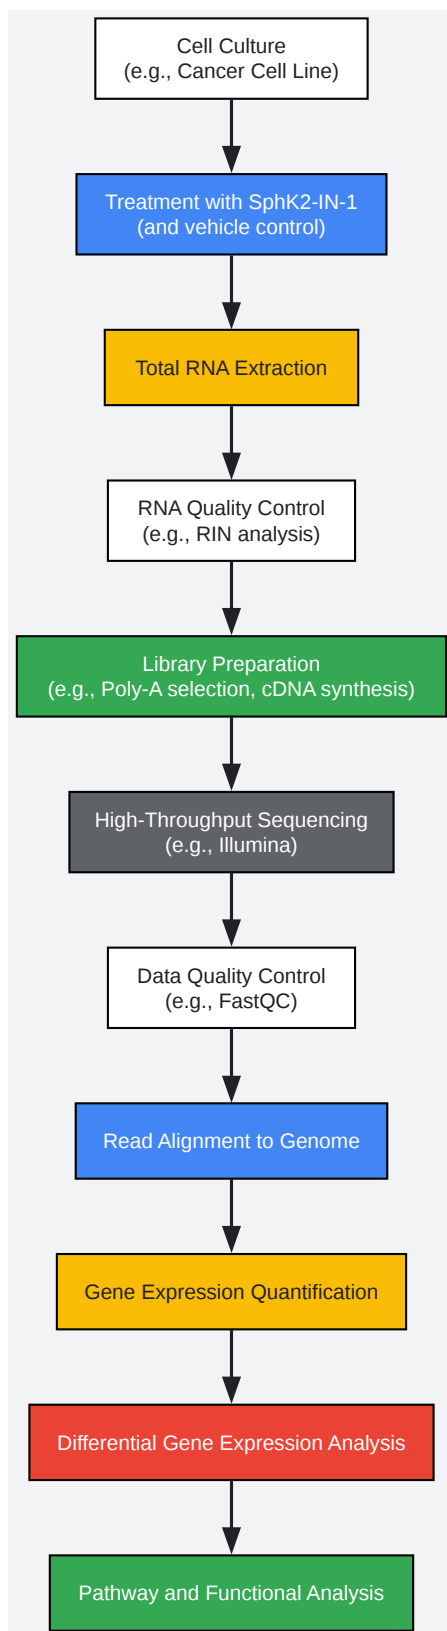 Cell Culture
(e.g., Cancer Cell Line)
Treatment with SphK2-IN-1
(and vehicle control)
Total RNA Extraction
RNA Quality Control
(e.g., RIN analysis)
Library Preparation
(e.g., Poly-A selection, cDNA synthesis)
High-Throughput Sequencing
(e.g., Illumina)
Data Quality Control
(e.g., FastQC)
Read Alignment to Genome
Gene Expression Quantification
Differential Gene Expression Analysis
Pathway and Functional Analysis